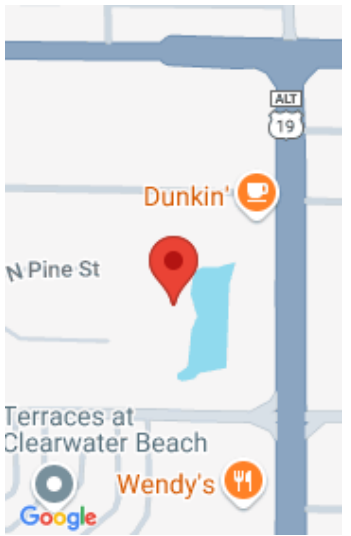 ALT
19
Dunkin'
N Pine St
Terraces at
Clearwater Beach
Wendy's
Google